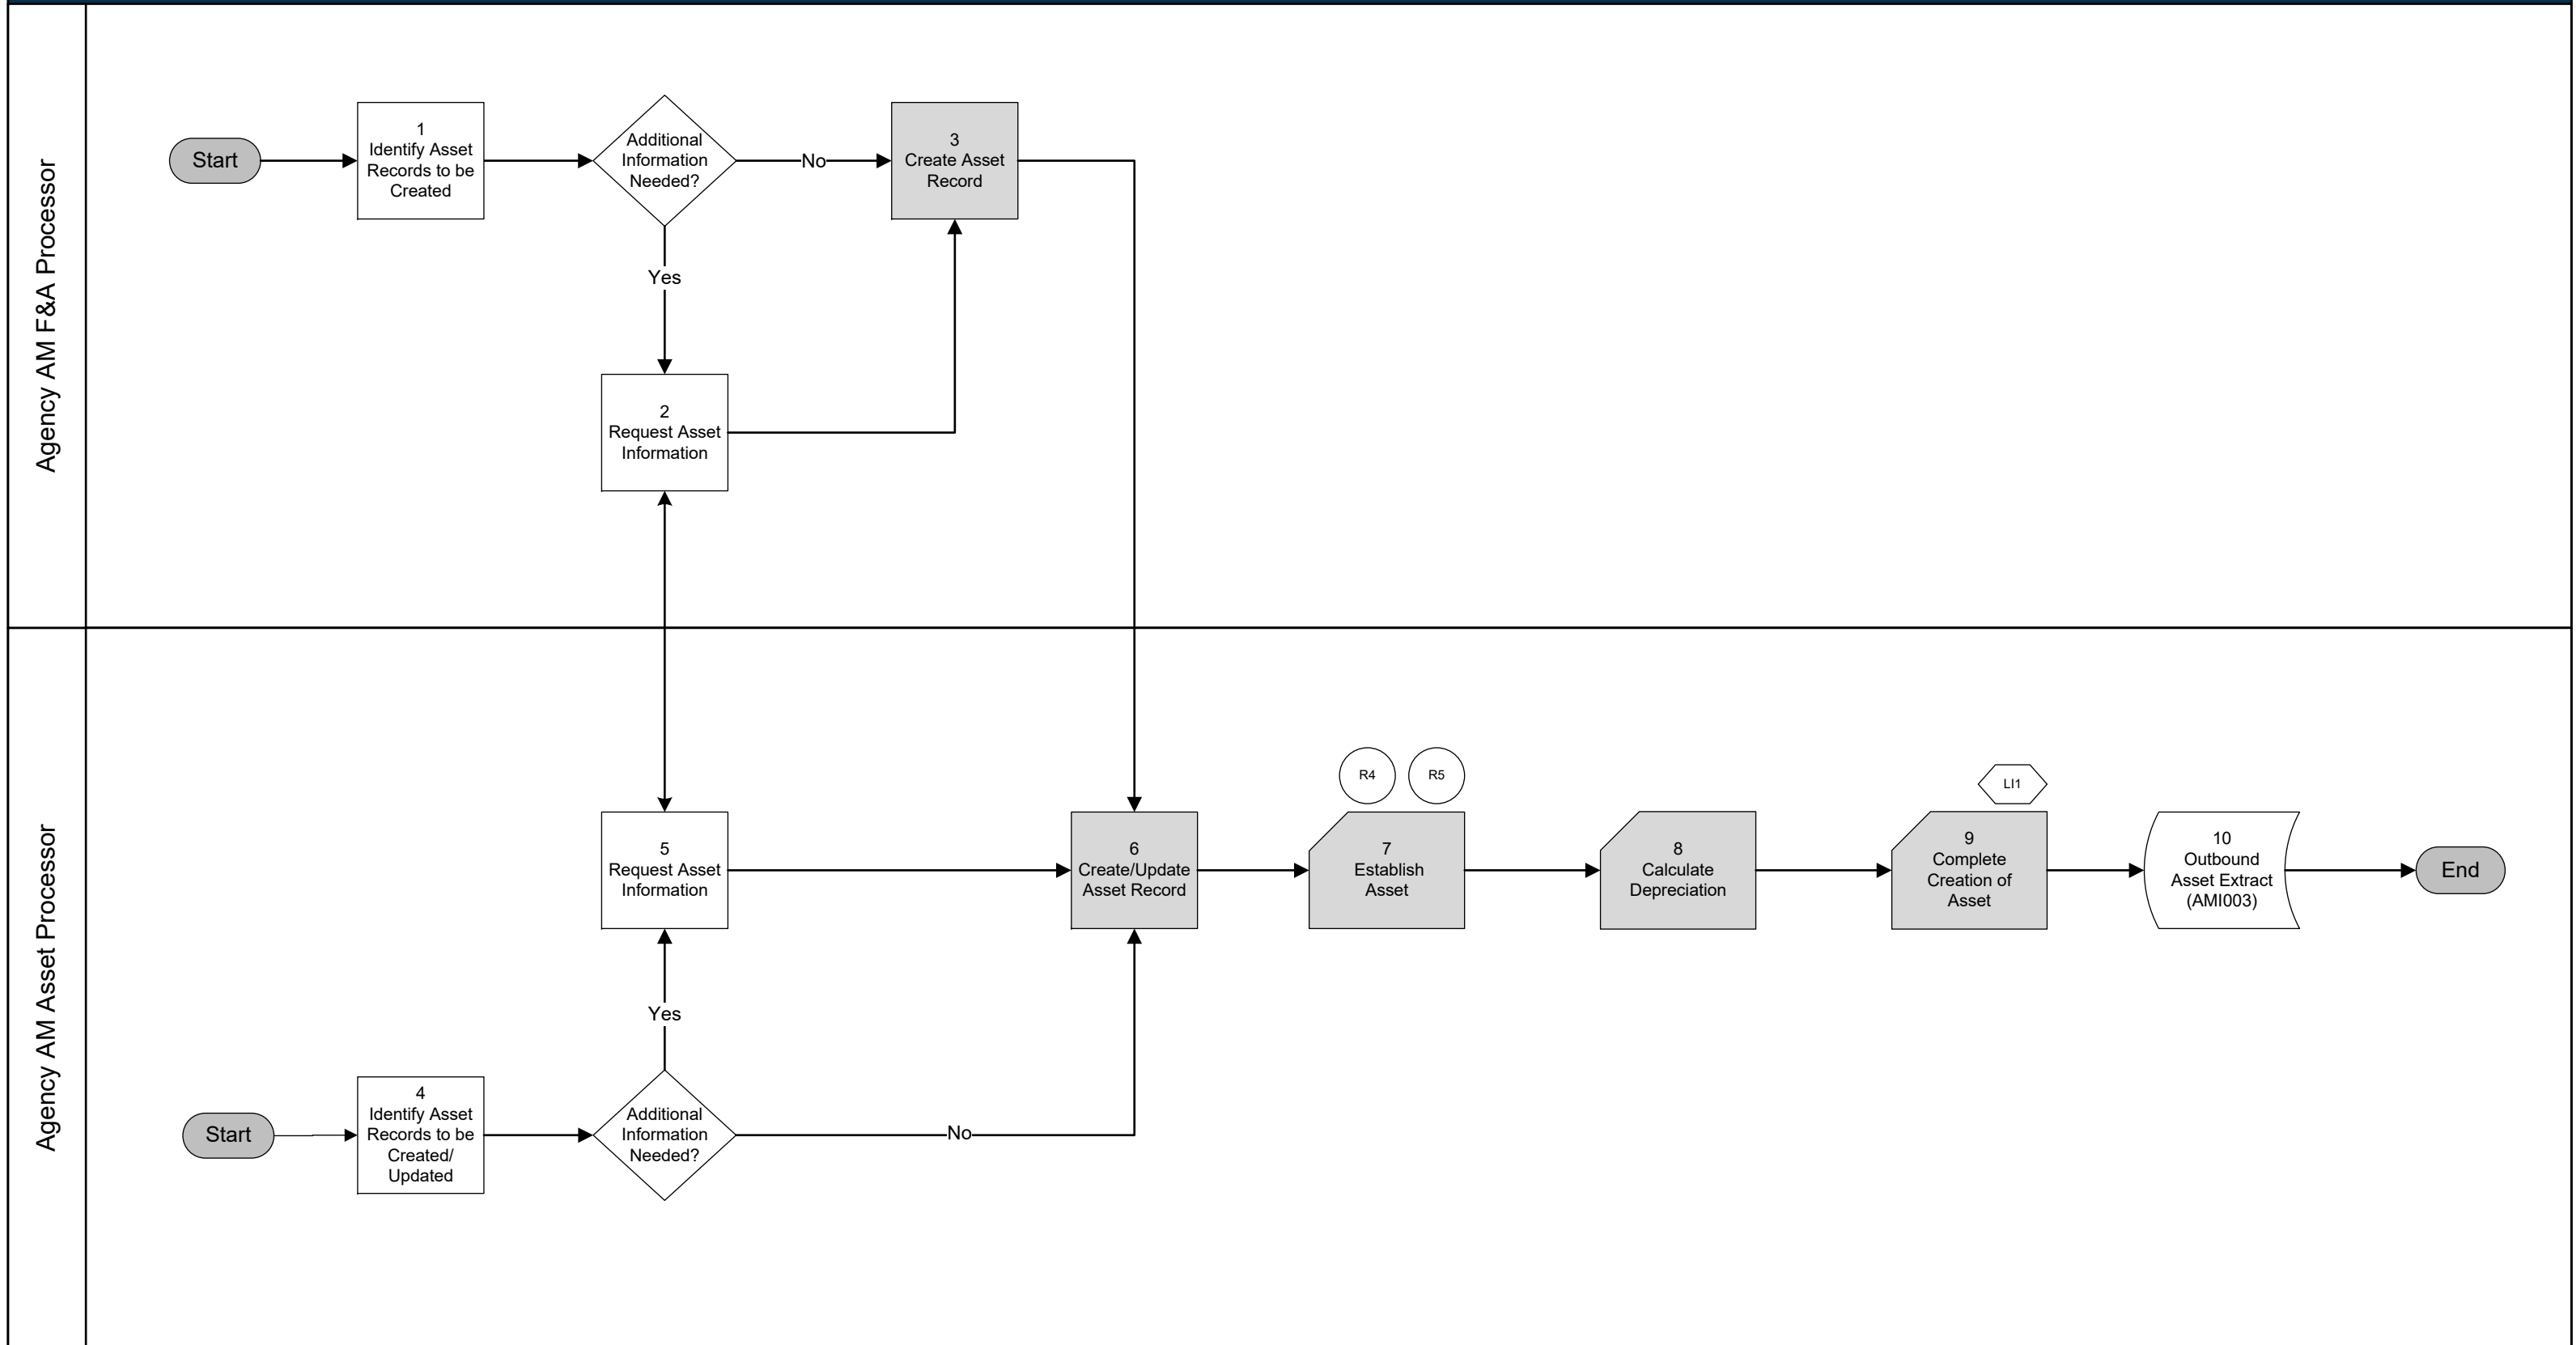 Agency AM F&A Processor
Start
1
Identify Asset
Records to be
Created
Additional
Information
Needed?
No
3
Create Asset
Record
Yes
2
Request Asset
Information
Agency AM Asset Processor
R4
R5
LI1
5
Request Asset
Information
6
Create/Update
Asset Record
7
Establish
Asset
8
Calculate
Depreciation
9
Complete
Creation of
Asset
10
Outbound
Asset Extract
(AMI003)
End
Yes
Start
4
Identify Asset
Records to be
Created/
Updated
Additional
Information
Needed?
No